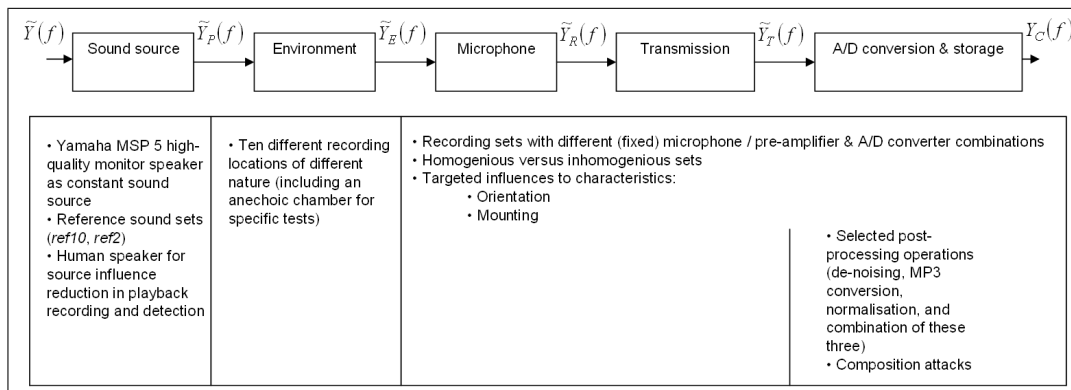 Ỹ(f)
Sound source
Ỹ_P(f)
Environment
Ỹ_E(f)
Microphone
Ỹ_R(f)
Transmission
Ỹ_T(f)
A/D conversion & storage
Y_C(f)
• Yamaha MSP 5 high-
quality monitor speaker
as constant sound
source
• Reference sound sets
(ref10, ref2)
• Human speaker for
source influence
reduction in playback
recording and detection
• Ten different recording
locations of different
nature (including an
anechoic chamber for
specific tests)
• Recording sets with different (fixed) microphone / pre-amplifier & A/D converter combinations
• Homogenious versus inhomogenious sets
• Targeted influences to characteristics:
• Orientation
• Mounting
• Selected post-
processing operations
(de-noising, MP3
conversion,
normalisation, and
combination of these
three)
• Composition attacks